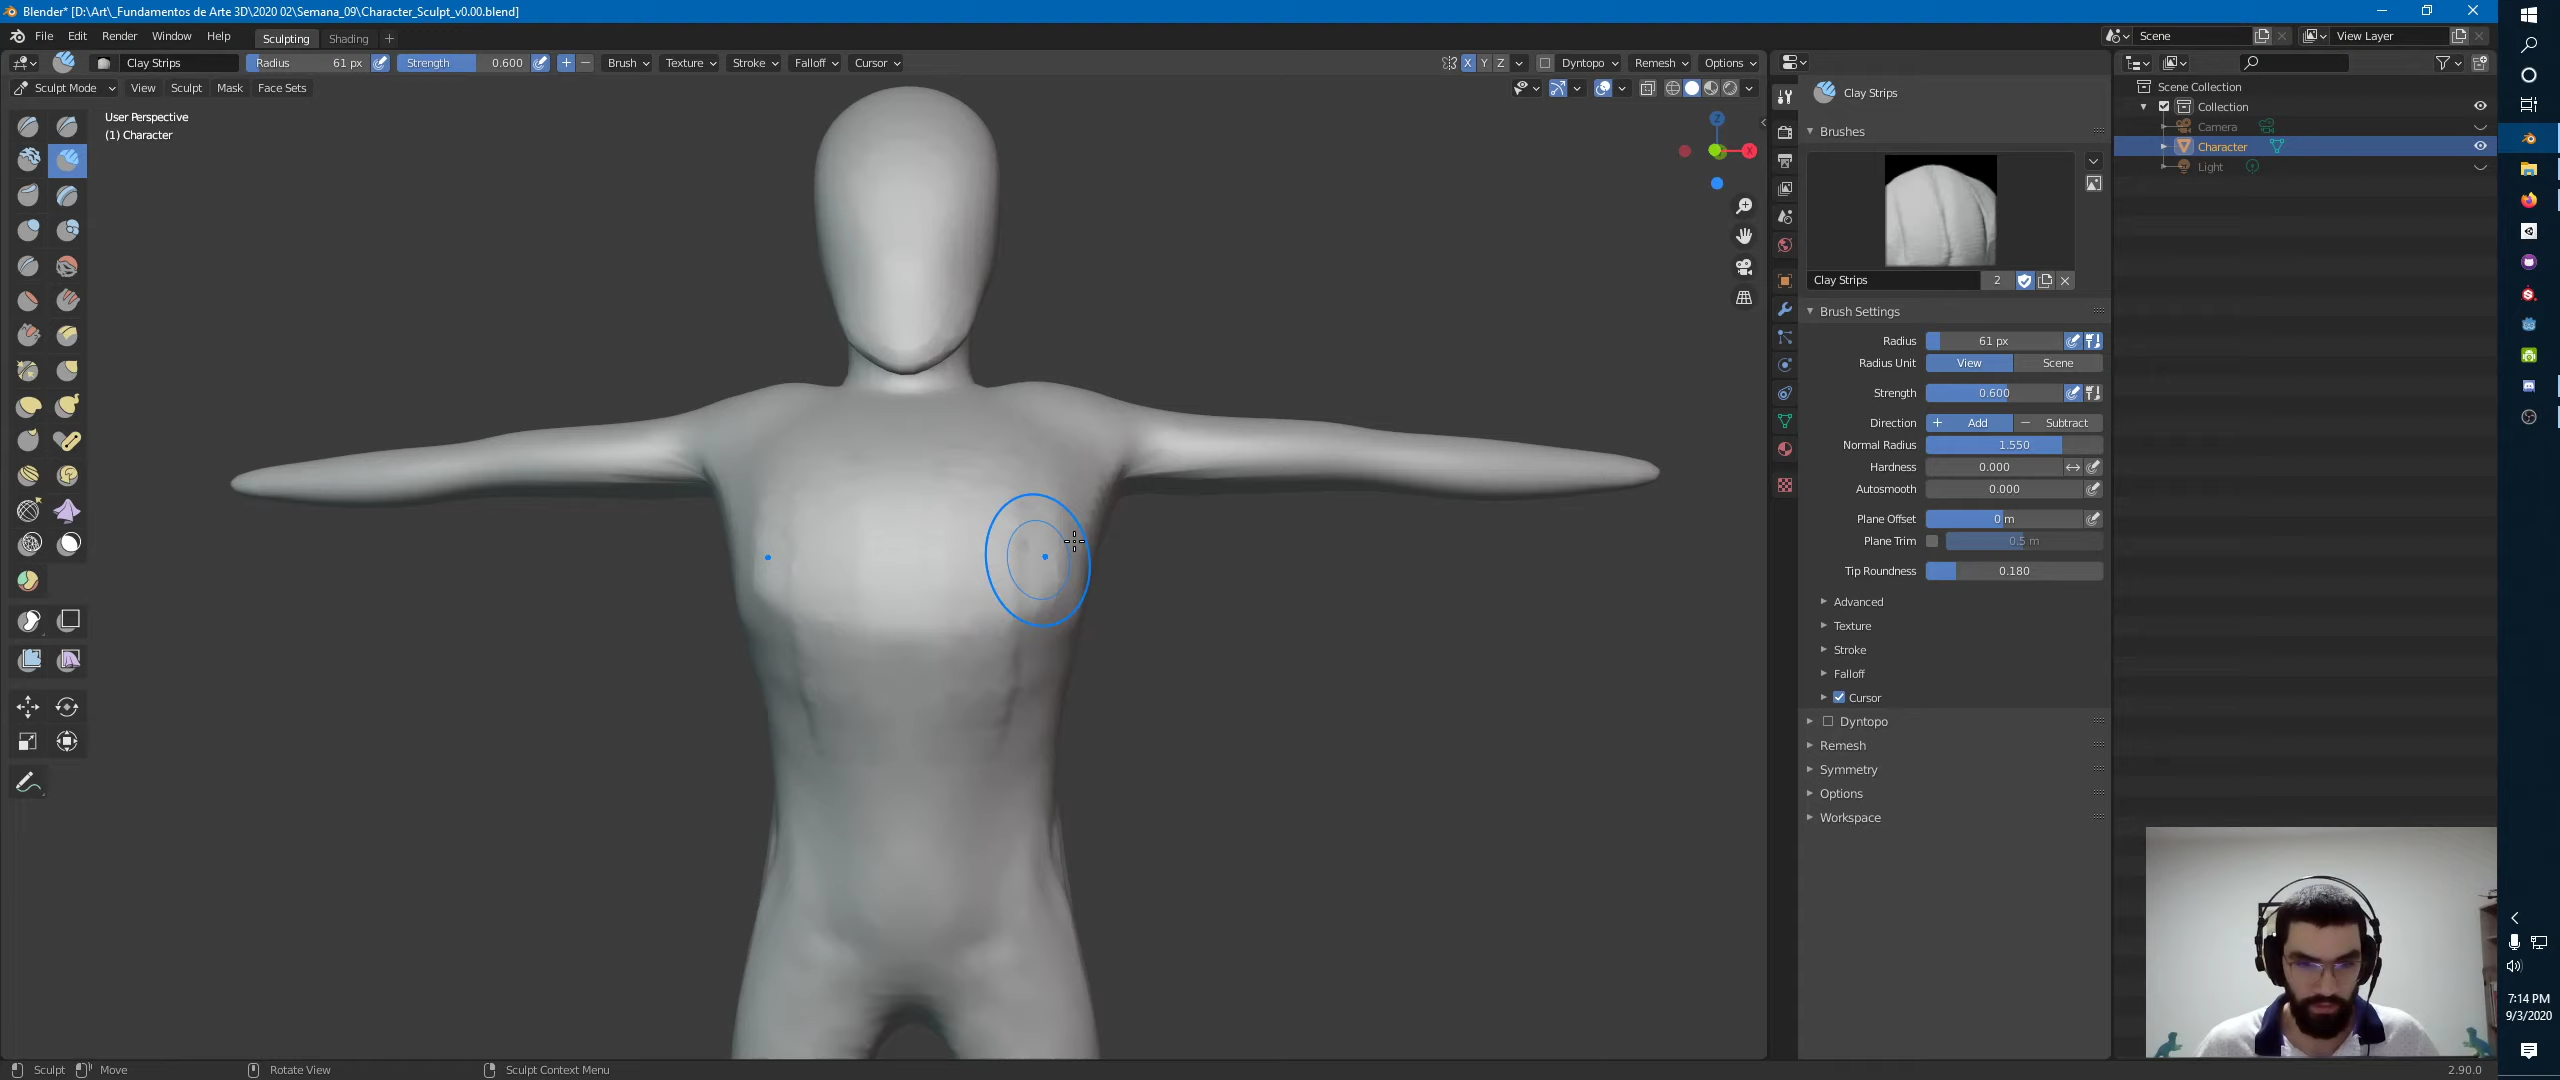 Blender* [D:\Art\_Fundamentos de Arte 3D\2020 02\Semana_09\Character_Sculpt_v0.00.blend]
File Edit Render Window Help Sculpting Shading + Scene View Layer
Clay Strips Radius 61 px Strength 0.600 + − Brush Texture Stroke Falloff Cursor X Y Z Dyntopo Remesh Options
Sculpt Mode View Sculpt Mask Face Sets
User Perspective
(1) Character
Z
X
Clay Strips
Brushes
Clay Strips 2
Brush Settings
Radius 61 px
Radius Unit View Scene
Strength 0.600
Direction + Add − Subtract
Normal Radius 1.550
Hardness 0.000
Autosmooth 0.000
Plane Offset 0 m
Plane Trim 0.5 m
Tip Roundness 0.180
Advanced
Texture
Stroke
Falloff
Cursor
Dyntopo
Remesh
Symmetry
Options
Workspace
Scene Collection
Collection
Camera
Character
Light
7:14 PM
9/3/2020
Sculpt Move Rotate View Sculpt Context Menu 2.90.0